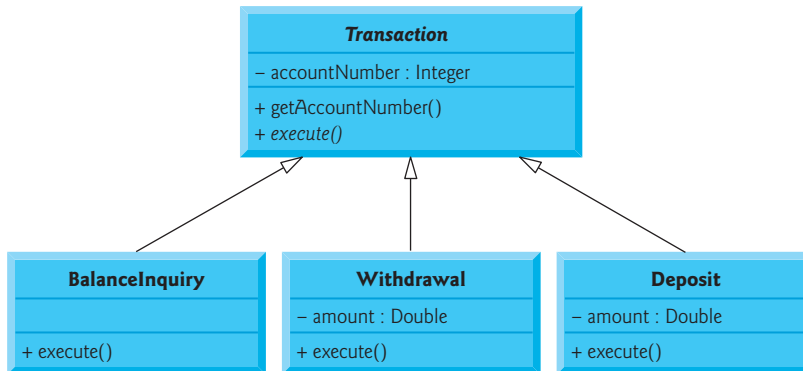 Transaction
– accountNumber : Integer
+ getAccountNumber()
+ execute()
BalanceInquiry
+ execute()
Withdrawal
– amount : Double
+ execute()
Deposit
– amount : Double
+ execute()